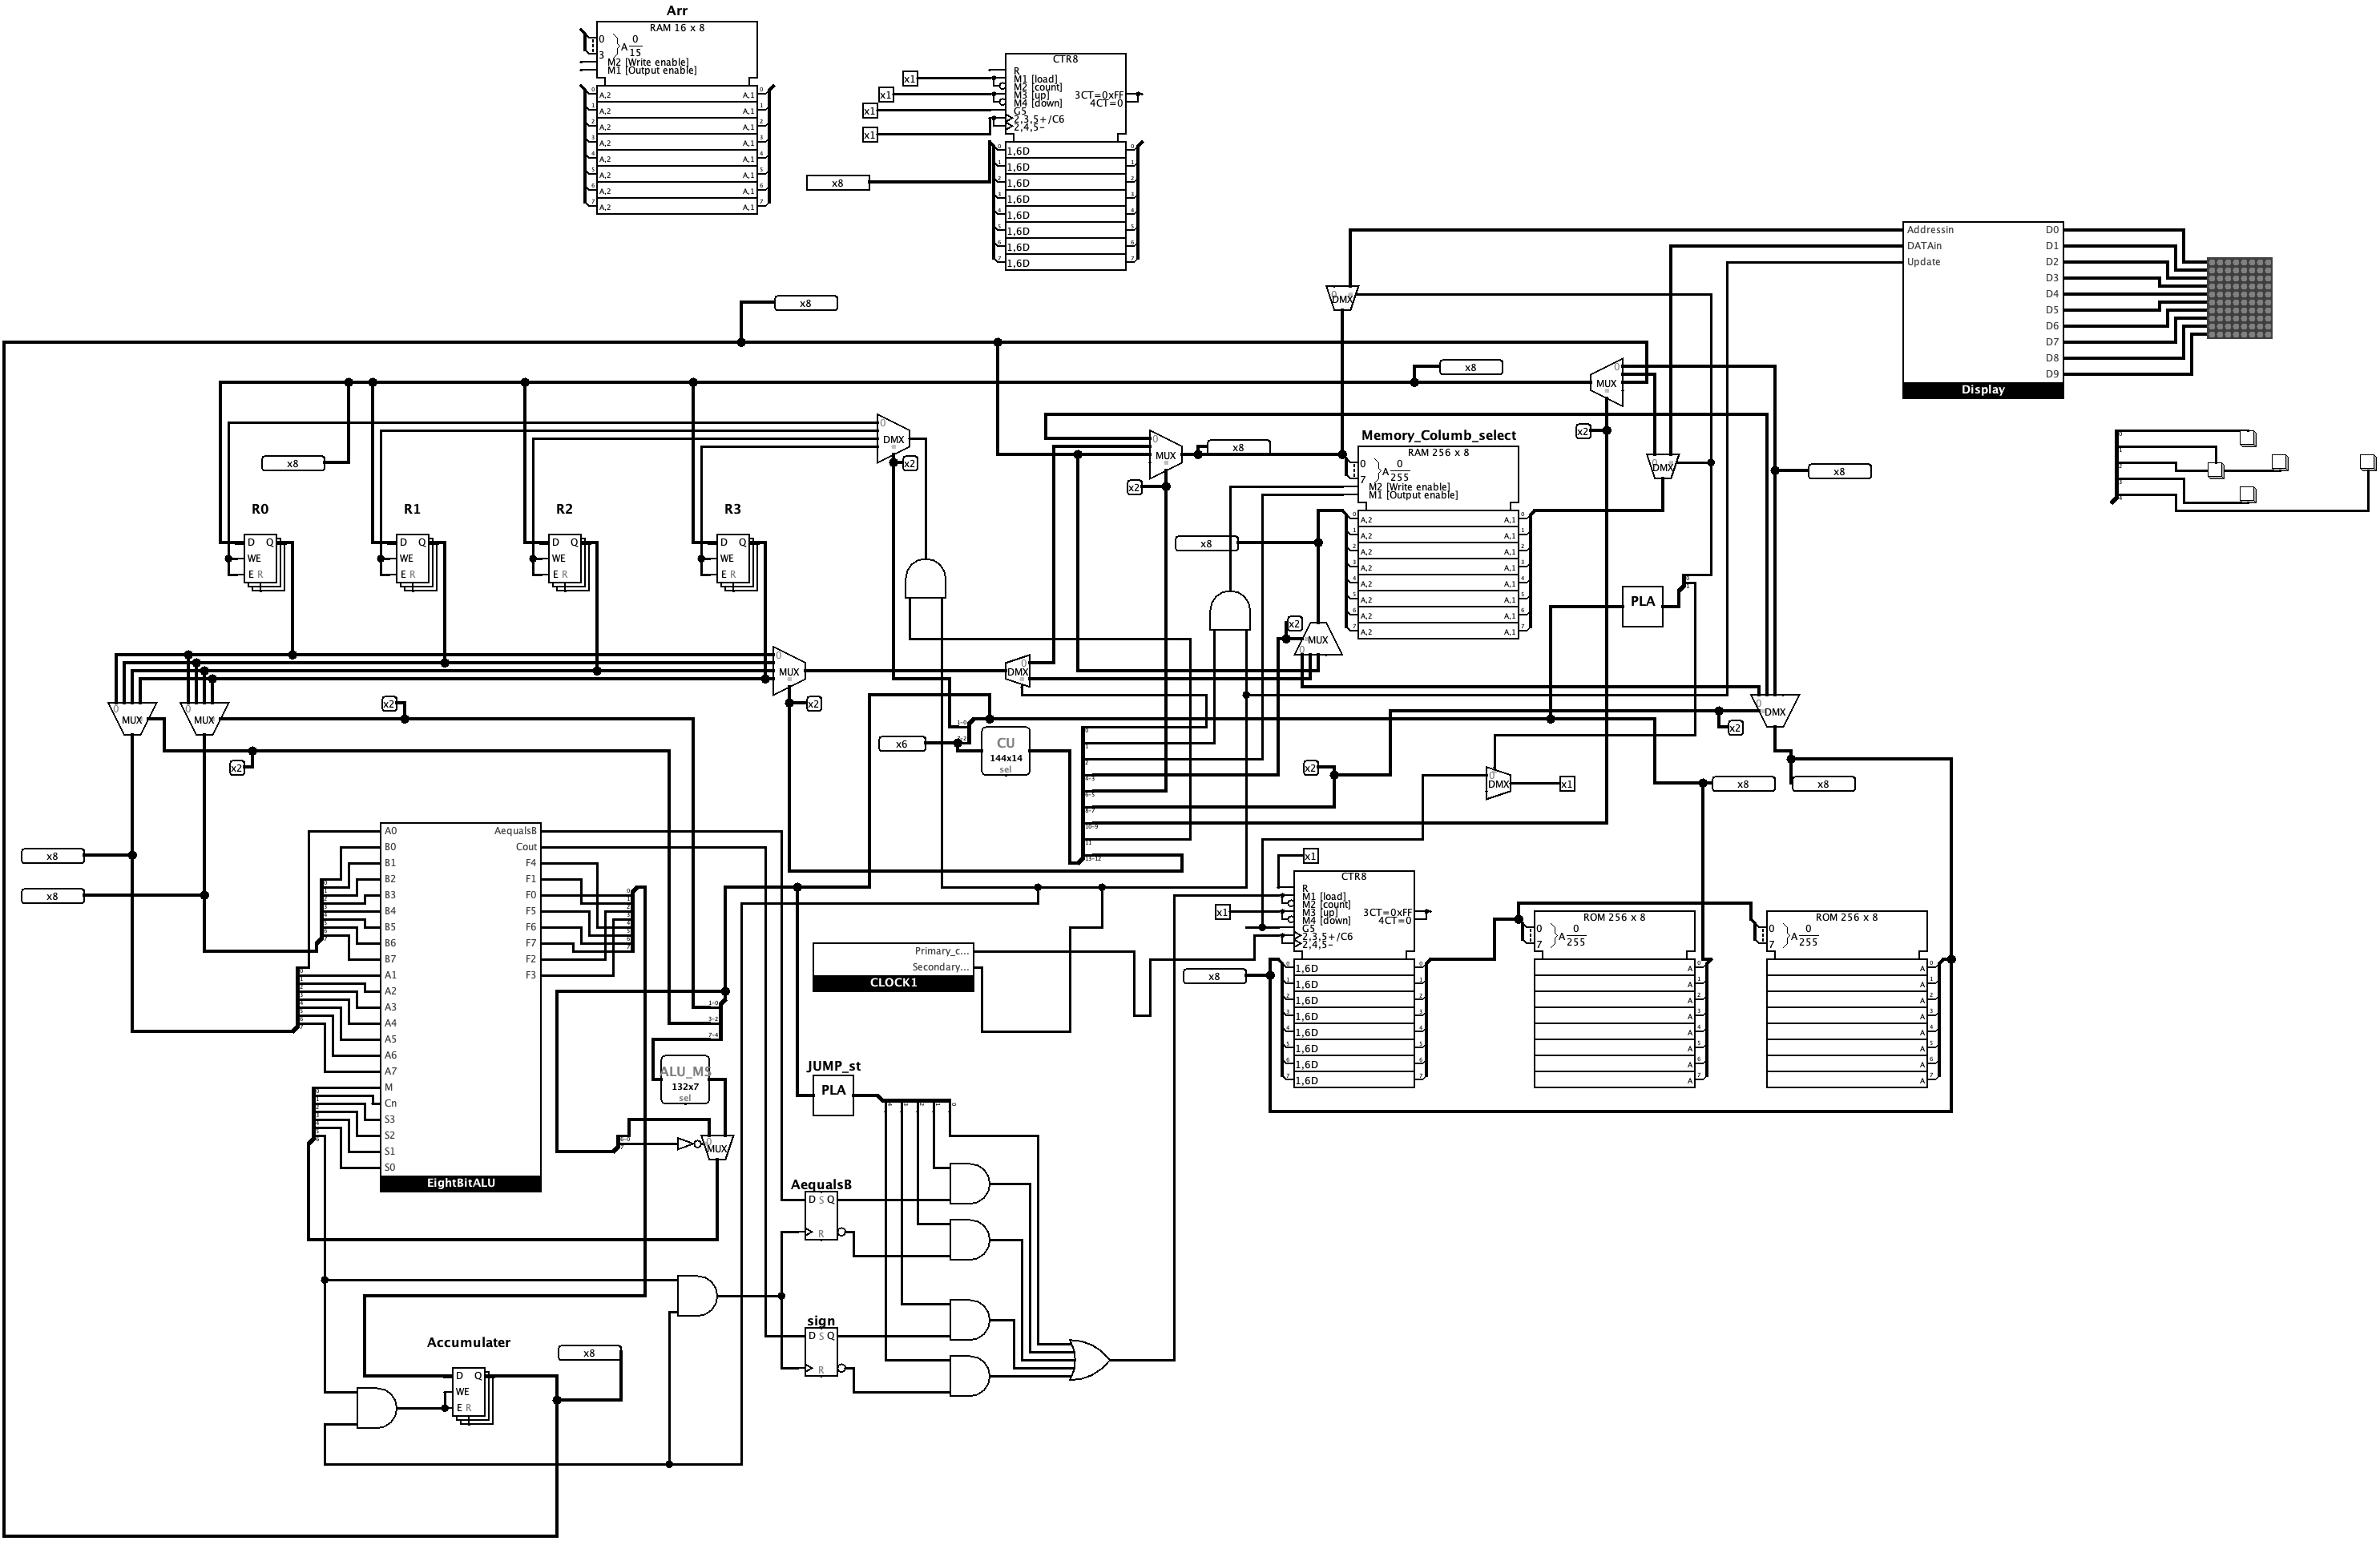 Arr
RAM 16 x 8
0
3
A
0
15
M2 [Write enable]
M1 [Output enable]
A,2 A,1
A,2 A,1
A,2 A,1
A,2 A,1
A,2 A,1
A,2 A,1
A,2 A,1
A,2 A,1
CTR8
R
M1 [load]
M2 [count]
M3 [up] 3CT=0xFF
M4 [down] 4CT=0
G5
2,3,5+/C6
2,4,5-
1,6D
1,6D
1,6D
1,6D
1,6D
1,6D
1,6D
1,6D
x1
x1
x1
x1
x8
x8
Addressin D0
DATAin D1
Update D2
D3
D4
D5
D6
D7
D8
D9
Display
DMX
x8
MUX
x2
x8
DMX
x2
MUX
x8
x2
Memory_Columb_select
RAM 256 x 8
0
7
A
0
255
M2 [Write enable]
M1 [Output enable]
A,2 A,1
A,2 A,1
A,2 A,1
A,2 A,1
A,2 A,1
A,2 A,1
A,2 A,1
A,2 A,1
DMX
x8
x8
R0
R1
R2
R3
D Q
WE
E R
D Q
WE
E R
D Q
WE
E R
D Q
WE
E R
PLA
x2
MUX
MUX
DMX
x2
MUX
MUX
x2
x2
x6
CU
144x14
sel
DMX
x2
x2
DMX
x1
x8
x8
x8
x8
A0 AequalsB
B0 Cout
B1 F4
B2 F1
B3 F0
B4 F5
B5 F6
B6 F7
B7 F2
A1 F3
A2
A3
A4
A5
A6
A7
M
Cn
S3
S2
S1
S0
EightBitALU
Primary_c...
Secondary...
CLOCK1
x1
x1
x8
CTR8
R
M1 [load]
M2 [count]
M3 [up] 3CT=0xFF
M4 [down] 4CT=0
G5
2,3,5+/C6
2,4,5-
1,6D
1,6D
1,6D
1,6D
1,6D
1,6D
1,6D
1,6D
ROM 256 x 8
0
7
A
0
255
A
A
A
A
A
A
A
A
ROM 256 x 8
0
7
A
0
255
A
A
A
A
A
A
A
A
ALU_MS
132x7
sel
MUX
JUMP_st
PLA
AequalsB
D S Q
R
sign
D S Q
R
Accumulater
D Q
WE
E R
x8